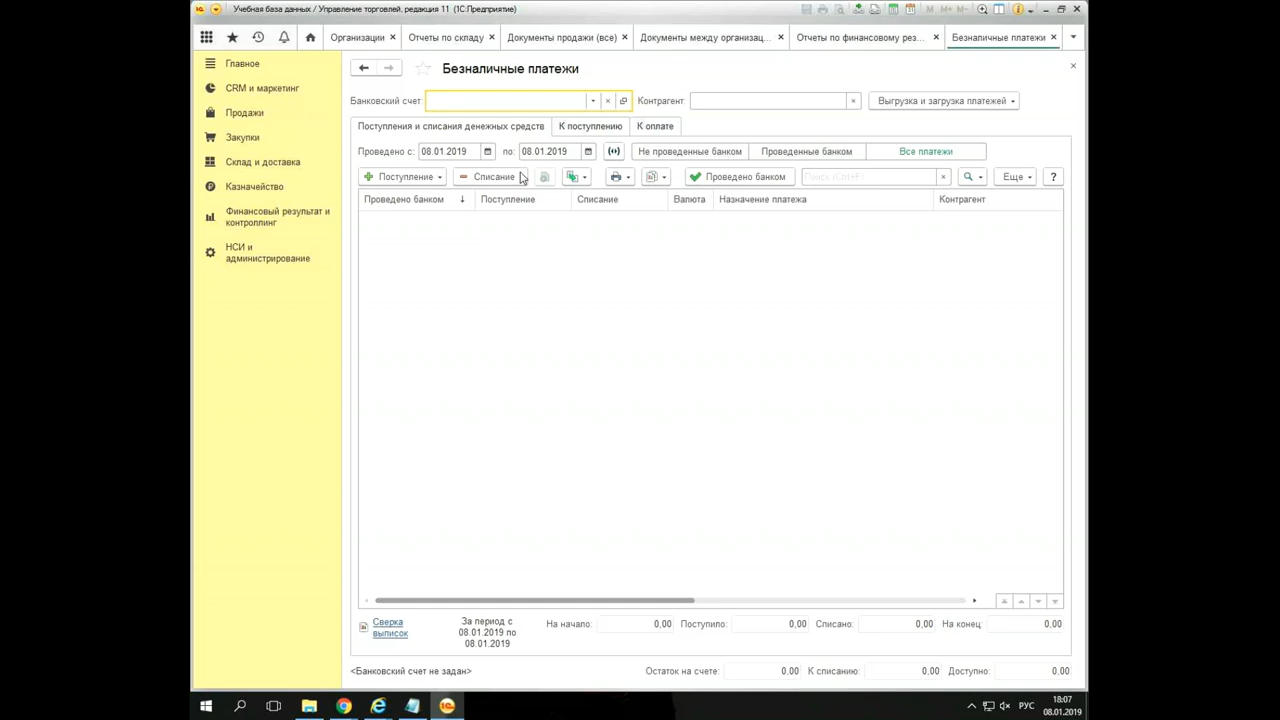 Учебная база данных / Управление торговлей, редакция 11 (1С:Предприятие)
M M+ M-
Организации
Отчеты по складу
Документы продажи (все)
Документы между организац...
Отчеты по финансовому рез...
Безналичные платежи
Главное
CRM и маркетинг
Продажи
Закупки
Склад и доставка
Казначейство
Финансовый результат и
контроллинг
НСИ и
администрирование
Безналичные платежи
Банковский счет:
Контрагент:
Выгрузка и загрузка платежей
Поступления и списания денежных средств
К поступлению
К оплате
Проведено с: 08.01.2019 по: 08.01.2019
Не проведенные банком
Проведенные банком
Все платежи
Поступление
Списание
Проведено банком
Поиск (Ctrl+F)
Еще
?
Проведено банком
Поступление
Списание
Валюта
Назначение платежа
Контрагент
Сверка
выписок
За период с
08.01.2019 по
08.01.2019
На начало: 0,00
Поступило: 0,00
Списано: 0,00
На конец: 0,00
<Банковский счет не задан>
Остаток на счете: 0.00
К списанию: 0,00
Доступно: 0.00
РУС
18:07
08.01.2019